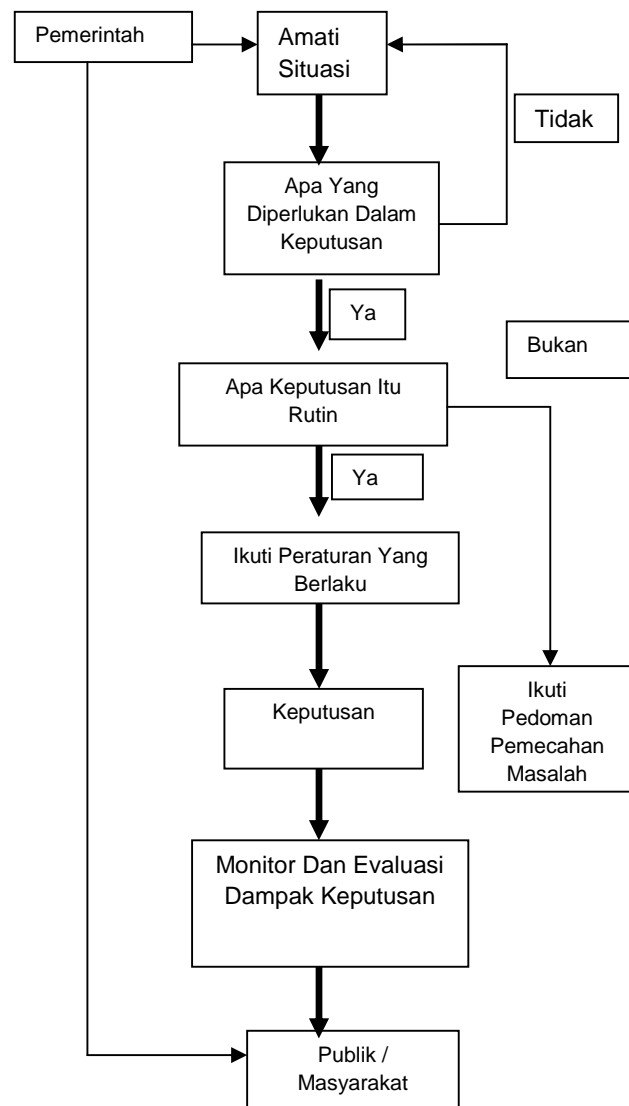 Pemerintah
Amati
Situasi
Tidak
Apa Yang
Diperlukan Dalam
Keputusan
Ya
Bukan
Apa Keputusan Itu
Rutin
Ya
Ikuti Peraturan Yang
Berlaku
Keputusan
Ikuti
Pedoman
Pemecahan
Masalah
Monitor Dan Evaluasi
Dampak Keputusan
Publik /
Masyarakat